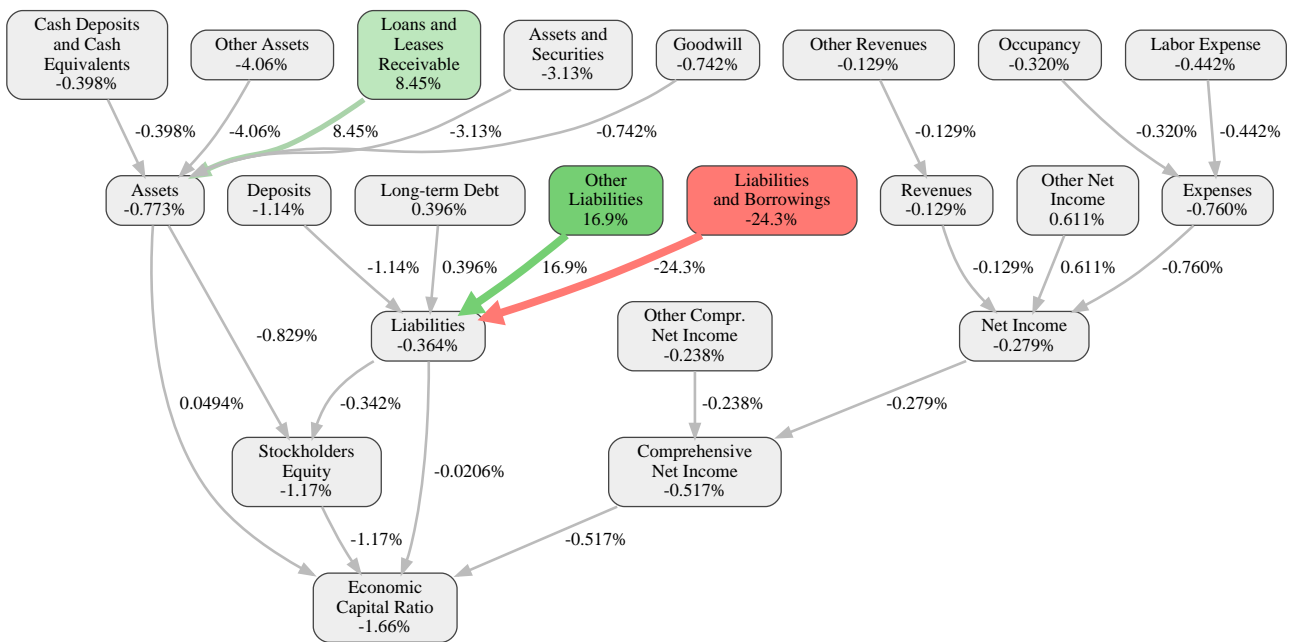 Cash Deposits
and Cash
Equivalents
-0.398%
Other Assets
-4.06%
Loans and
Leases
Receivable
8.45%
Assets and
Securities
-3.13%
Goodwill
-0.742%
Other Revenues
-0.129%
Occupancy
-0.320%
Labor Expense
-0.442%
-0.398%
-4.06%
8.45%
-3.13%
-0.742%
-0.129%
-0.320%
-0.442%
Assets
-0.773%
Deposits
-1.14%
Long-term Debt
0.396%
Other
Liabilities
16.9%
Liabilities
and Borrowings
-24.3%
Revenues
-0.129%
Other Net
Income
0.611%
Expenses
-0.760%
-1.14%
0.396%
16.9%
-24.3%
-0.129%
0.611%
-0.760%
-0.829%
Liabilities
-0.364%
Other Compr.
Net Income
-0.238%
Net Income
-0.279%
0.0494%
-0.342%
-0.238%
-0.279%
Stockholders
Equity
-1.17%
-0.0206%
Comprehensive
Net Income
-0.517%
-1.17%
-0.517%
Economic
Capital Ratio
-1.66%